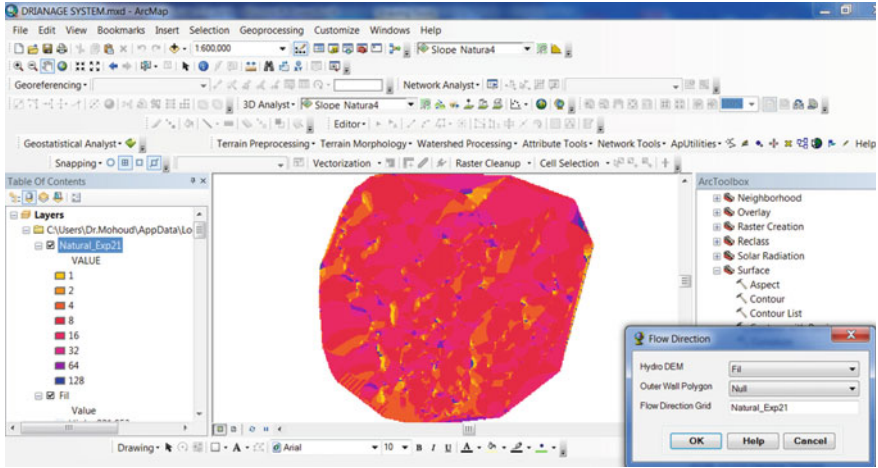 DRIANAGE SYSTEM.mxd - ArcMap
File Edit View Bookmarks Insert Selection Geoprocessing Customize Windows Help
1:600,000 Slope Natura4
Georeferencing Network Analyst
3D Analyst Slope Natura4
Editor
Geostatistical Analyst Terrain Preprocessing Terrain Morphology Watershed Processing Attribute Tools Network Tools ApUtilities Help
Snapping Vectorization Raster Cleanup Cell Selection
Table Of Contents
Layers
C:\Users\Dr.Mohoud\AppData\Lo
Natural_Exp21
VALUE
1
2
4
8
16
32
64
128
Fil
Value
ArcToolbox
Neighborhood
Overlay
Raster Creation
Reclass
Solar Radiation
Surface
Aspect
Contour
Contour List
Flow Direction
Hydro DEM Fil
Outer Wall Polygon Null
Flow Direction Grid Natural_Exp21
OK Help Cancel
Drawing A Arial 10 B I U A